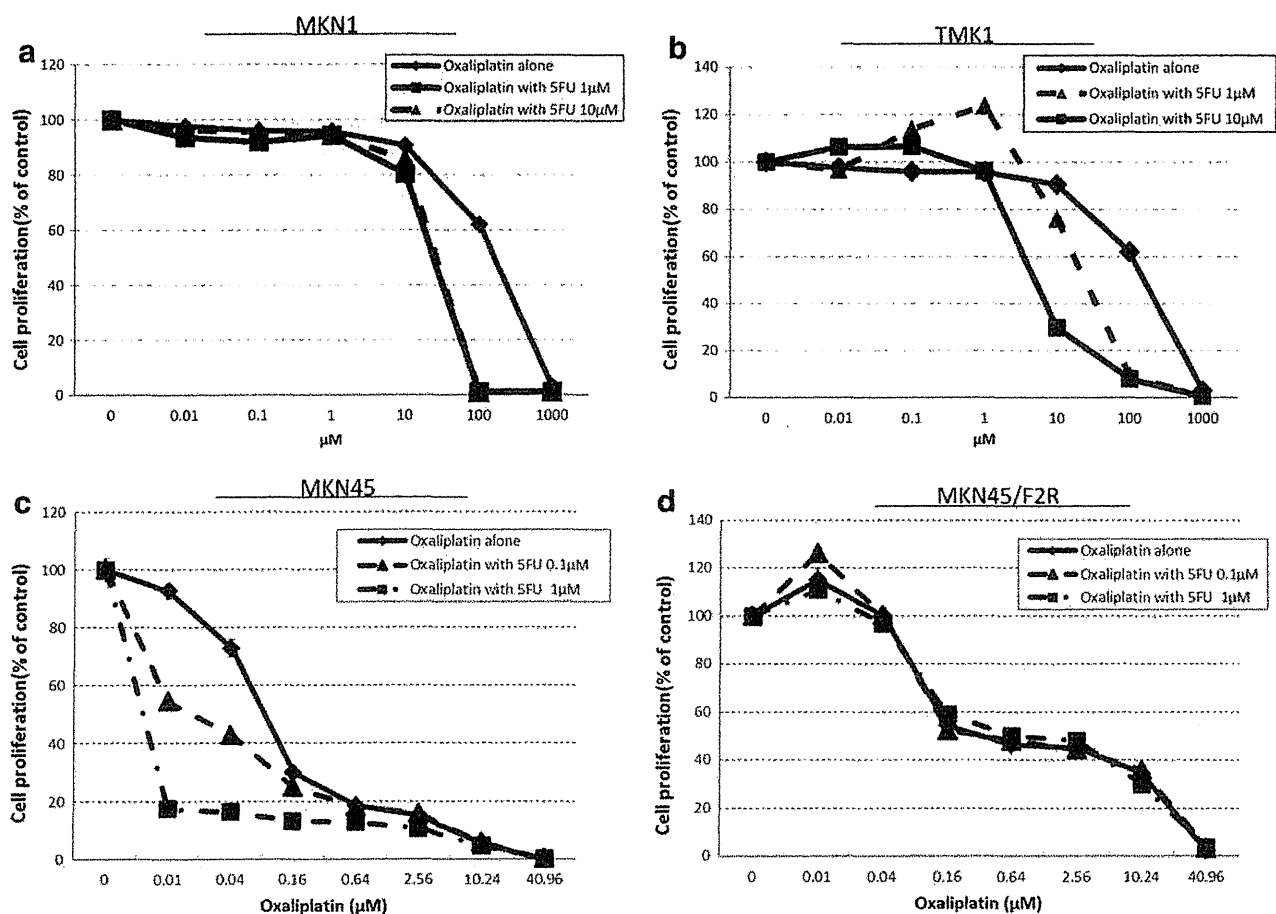 a
MKN1
Oxaliplatin alone
Oxaliplatin with 5FU 1µM
Oxaliplatin with 5FU 10µM
Cell proliferation(% of control)
120
100
80
60
40
20
0
0 0.01 0.1 1 10 100 1000
µM
b
TMK1
Oxaliplatin alone
Oxaliplatin with 5FU 1µM
Oxaliplatin with 5FU 10µM
Cell proliferation(% of control)
140
120
100
80
60
40
20
0
0 0.01 0.1 1 10 100 1000
µM
c
MKN45
Oxaliplatin alone
Oxaliplatin with 5FU 0.1µM
Oxaliplatin with 5FU 1µM
Cell proliferation(% of control)
120
100
80
60
40
20
0
0 0.01 0.04 0.16 0.64 2.56 10.24 40.96
Oxaliplatin (µM)
d
MKN45/F2R
Oxaliplatin alone
Oxaliplatin with 5FU 0.1µM
Oxaliplatin with 5FU 1µM
Cell proliferation(% of control)
140
120
100
80
60
40
20
0
0 0.01 0.04 0.16 0.64 2.56 10.24 40.96
Oxaliplatin (µM)